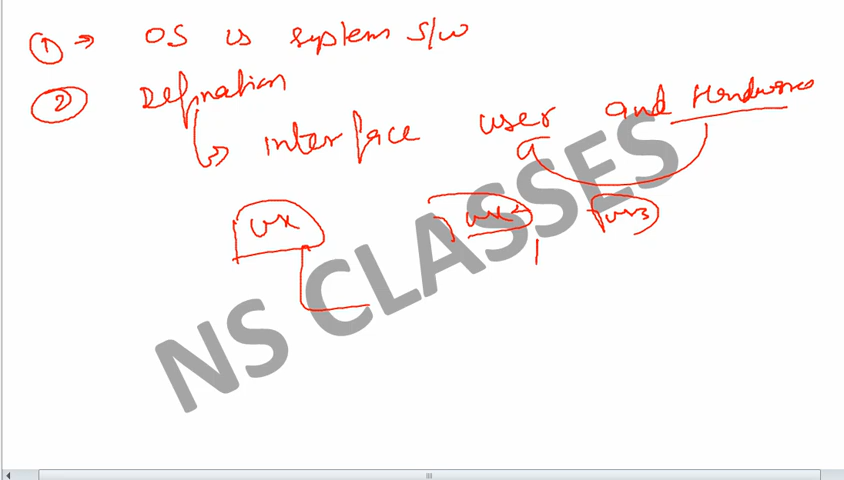 ① → OS is system S/w
② Defination
↳ interface user and Hardware
NS CLASSES